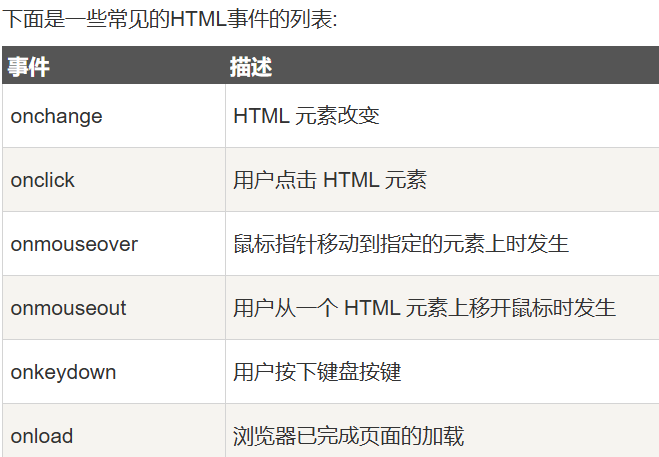 下面是一些常见的HTML事件的列表:
事件 描述
onchange HTML 元素改变
onclick 用户点击 HTML 元素
onmouseover 鼠标指针移动到指定的元素上时发生
onmouseout 用户从一个 HTML 元素上移开鼠标时发生
onkeydown 用户按下键盘按键
onload 浏览器已完成页面的加载